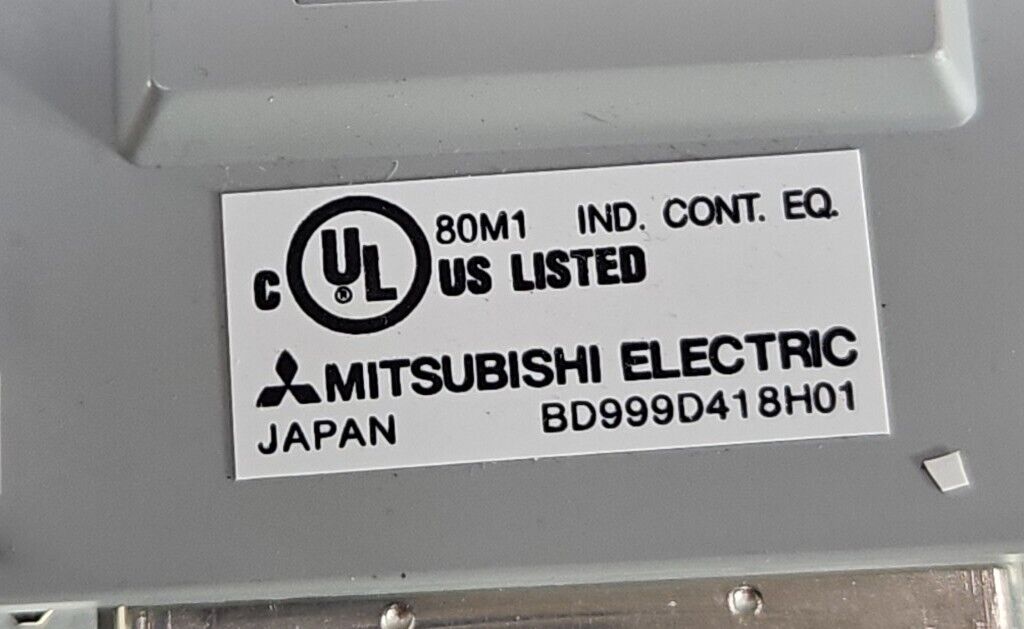 80M1 IND. CONT. EQ.
C UL® US LISTED
MITSUBISHI ELECTRIC
JAPAN BD999D418H01